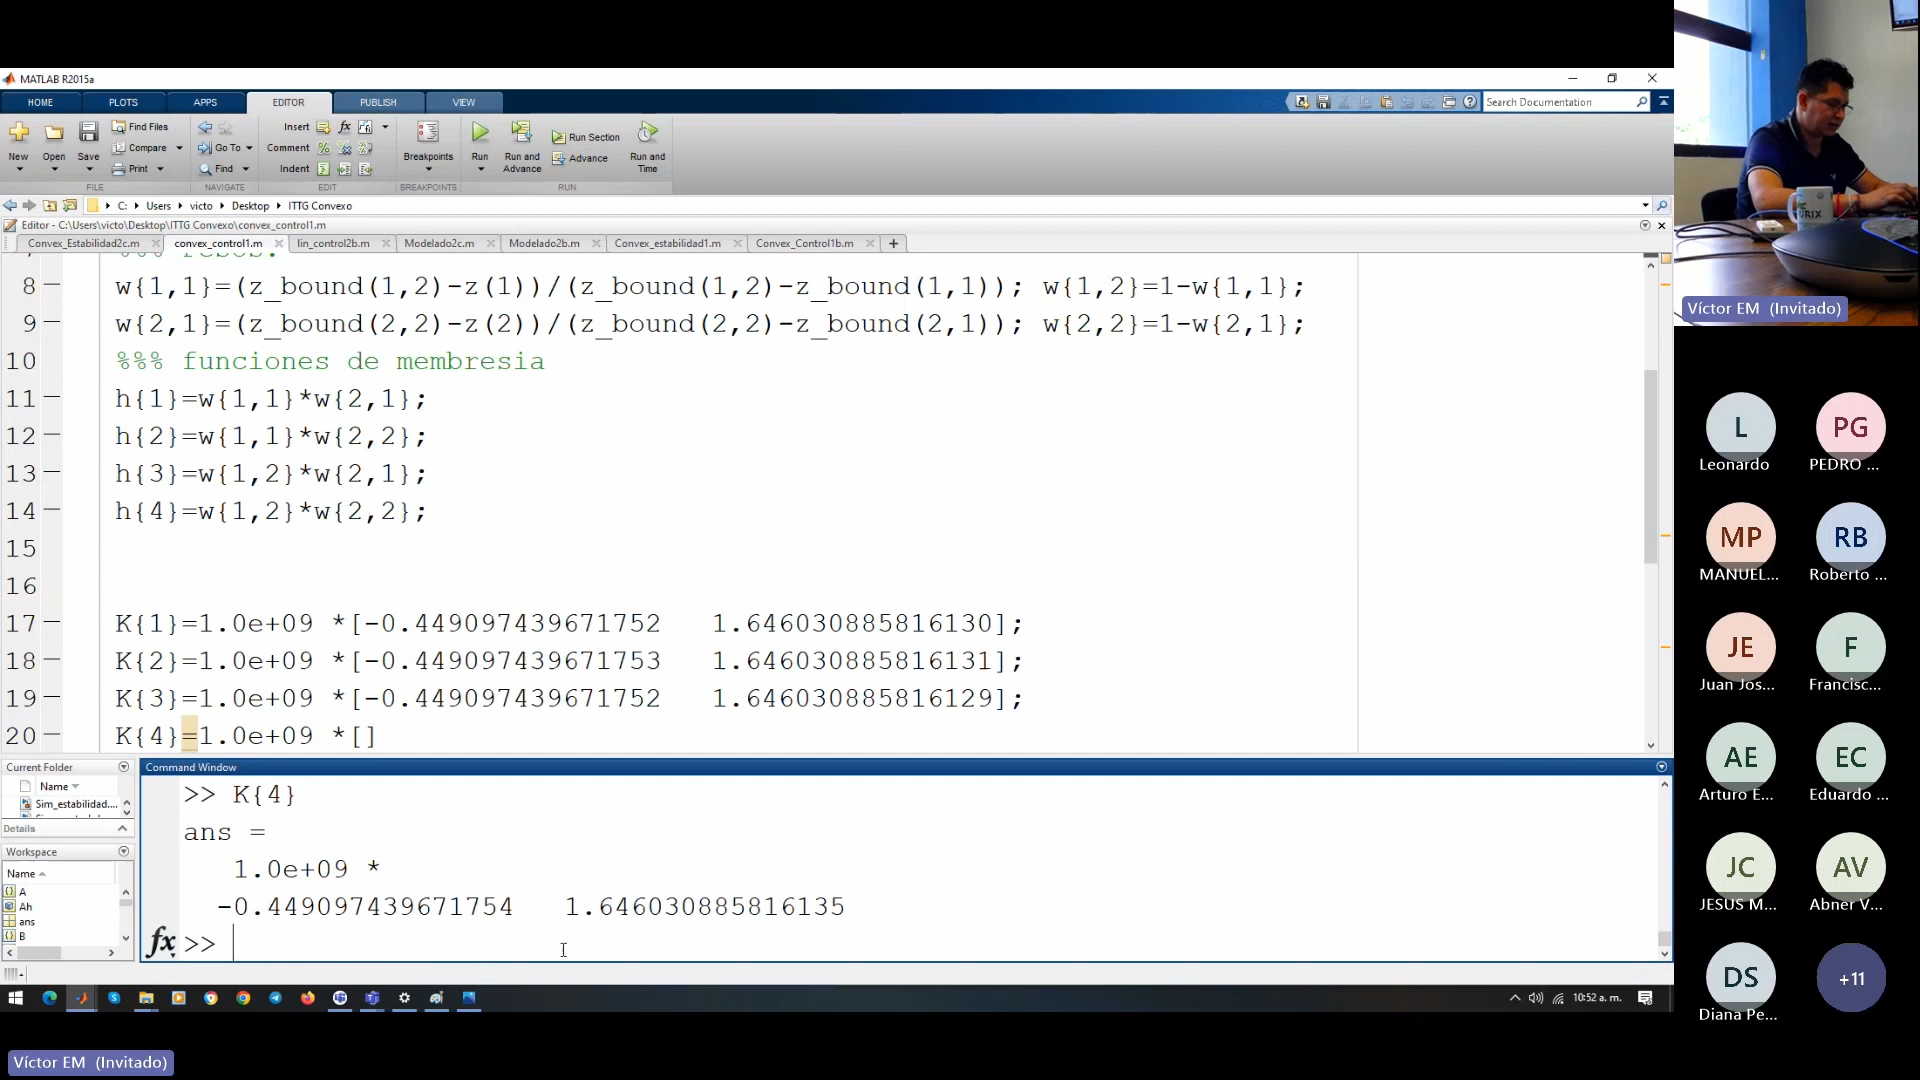 MATLAB R2015a
HOME PLOTS APPS EDITOR PUBLISH VIEW
Search Documentation
New Open Save Find Files Compare Print
Go To Find
Insert fx Comment Indent
Breakpoints
Run Run and Advance Run Section Advance Run and Time
FILE NAVIGATE EDIT BREAKPOINTS RUN
C: Users victo Desktop ITTG Convexo
Editor - C:\Users\victo\Desktop\ITTG Convexo\convex_control1.m
Convex_Estabilidad2c.m convex_control1.m lin_control2b.m Modelado2c.m Modelado2b.m Convex_estabilidad1.m Convex_Control1b.m
8 w{1,1}=(z_bound(1,2)-z(1))/(z_bound(1,2)-z_bound(1,1)); w{1,2}=1-w{1,1};
9 w{2,1}=(z_bound(2,2)-z(2))/(z_bound(2,2)-z_bound(2,1)); w{2,2}=1-w{2,1};
10 %%% funciones de membresia
11 h{1}=w{1,1}*w{2,1};
12 h{2}=w{1,1}*w{2,2};
13 h{3}=w{1,2}*w{2,1};
14 h{4}=w{1,2}*w{2,2};
15
16
17 K{1}=1.0e+09 *[-0.449097439671752 1.646030885816130];
18 K{2}=1.0e+09 *[-0.449097439671753 1.646030885816131];
19 K{3}=1.0e+09 *[-0.449097439671752 1.646030885816129];
20 K{4}=1.0e+09 *[]
Current Folder
Name
Sim_estabilidad....
Details
Workspace
Name
A
Ah
ans
B
Command Window
>> K{4}
ans =
1.0e+09 *
-0.449097439671754 1.646030885816135
fx >>
10:52 a. m.
Víctor EM (Invitado)
Víctor EM (Invitado)
L
Leonardo
PG
PEDRO ...
MP
MANUEL...
RB
Roberto ...
JE
Juan Jos...
F
Francisc...
AE
Arturo E...
EC
Eduardo ...
JC
JESUS M...
AV
Abner V...
DS
Diana Pe...
+11